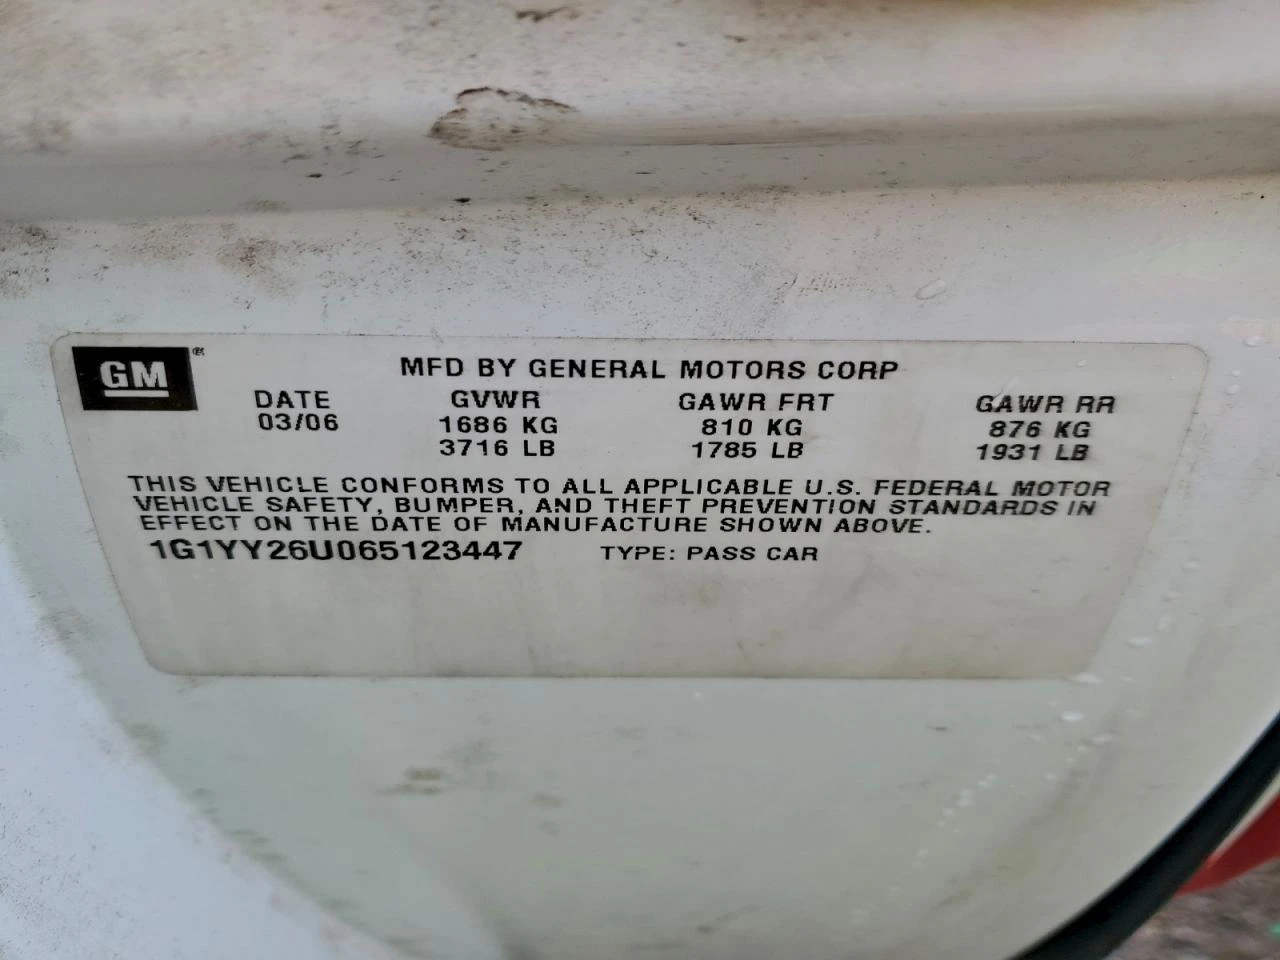 GM®
MFD BY GENERAL MOTORS CORP
DATE GVWR GAWR FRT GAWR RR
03/06 1686 KG 810 KG 876 KG
3716 LB 1785 LB 1931 LB
THIS VEHICLE CONFORMS TO ALL APPLICABLE U.S. FEDERAL MOTOR
VEHICLE SAFETY, BUMPER, AND THEFT PREVENTION STANDARDS IN
EFFECT ON THE DATE OF MANUFACTURE SHOWN ABOVE.
1G1YY26U065123447 TYPE: PASS CAR